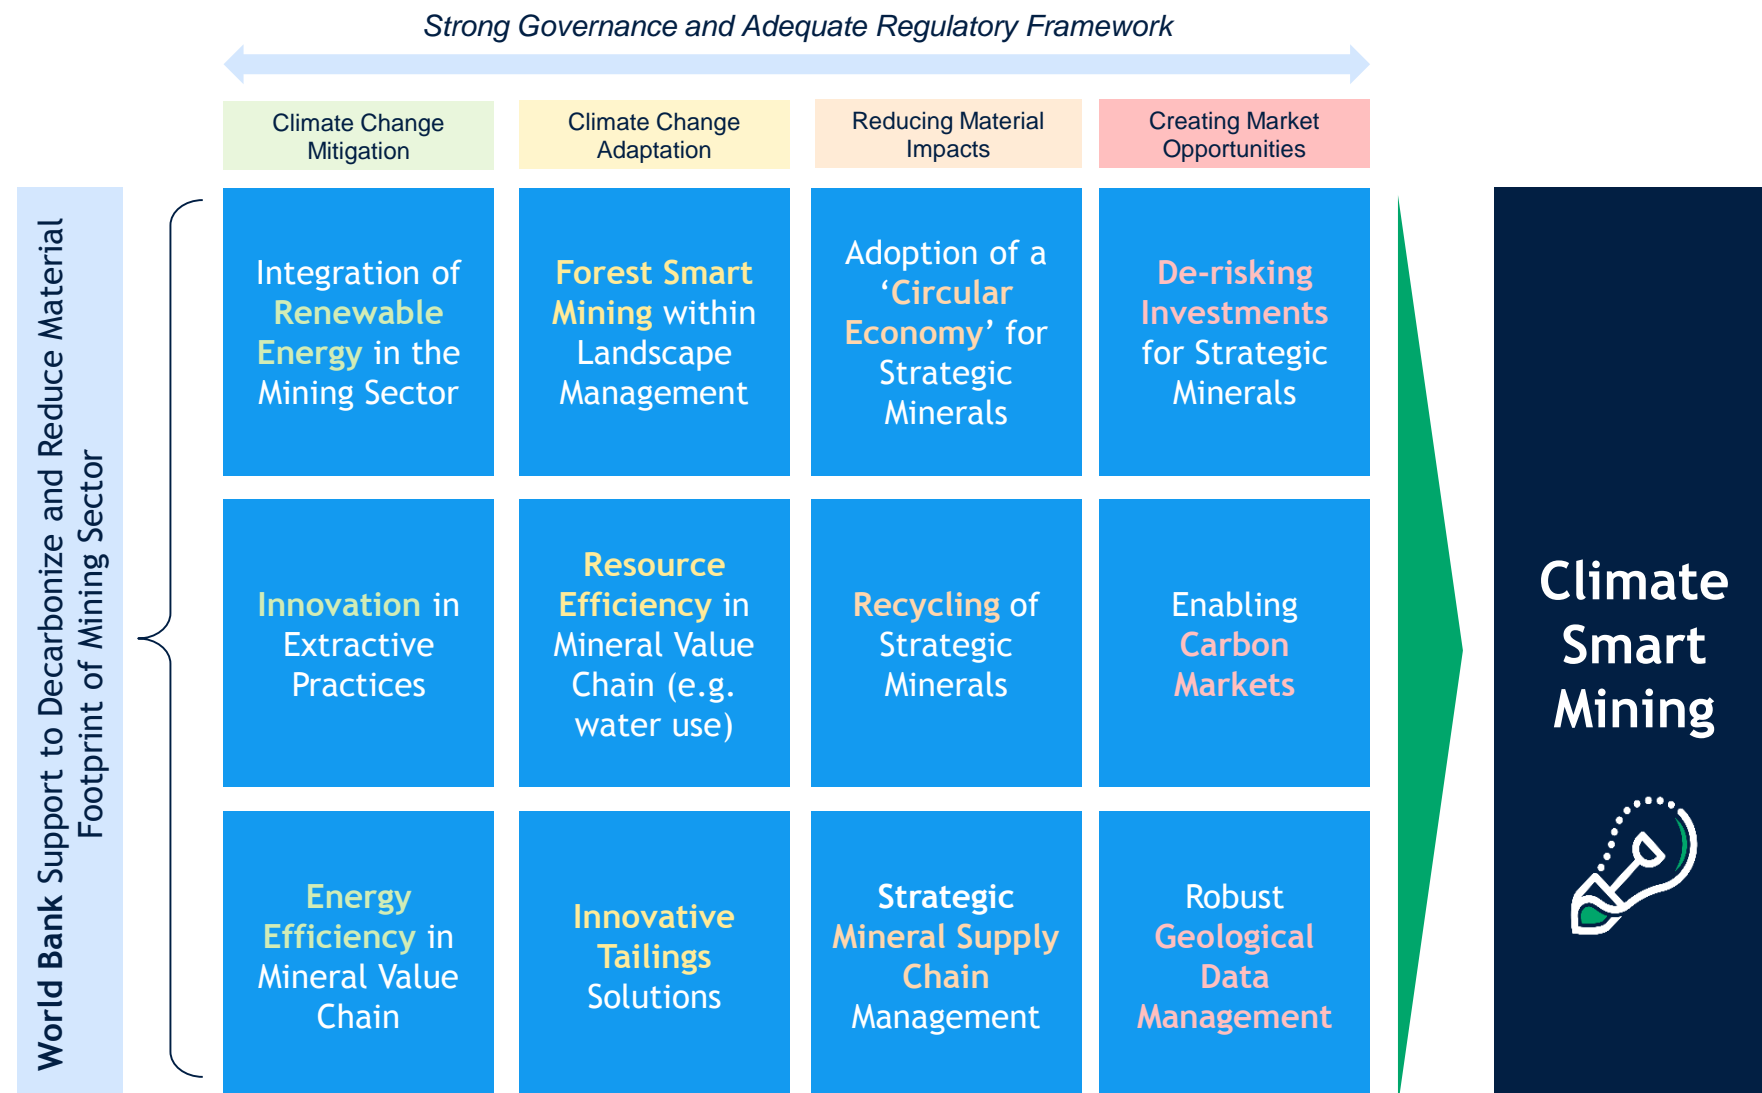 Strong Governance and Adequate Regulatory Framework
Climate Change
Mitigation
Climate Change
Adaptation
Reducing Material
Impacts
Creating Market
Opportunities
World Bank Support to Decarbonize and Reduce Material
Footprint of Mining Sector
Integration of
Renewable
Energy in the
Mining Sector
Forest Smart
Mining within
Landscape
Management
Adoption of a
‘Circular
Economy’ for
Strategic
Minerals
De-risking
Investments
for Strategic
Minerals
Innovation in
Extractive
Practices
Resource
Efficiency in
Mineral Value
Chain (e.g.
water use)
Recycling of
Strategic
Minerals
Enabling
Carbon
Markets
Energy
Efficiency in
Mineral Value
Chain
Innovative
Tailings
Solutions
Strategic
Mineral Supply
Chain
Management
Robust
Geological
Data
Management
Climate
Smart
Mining